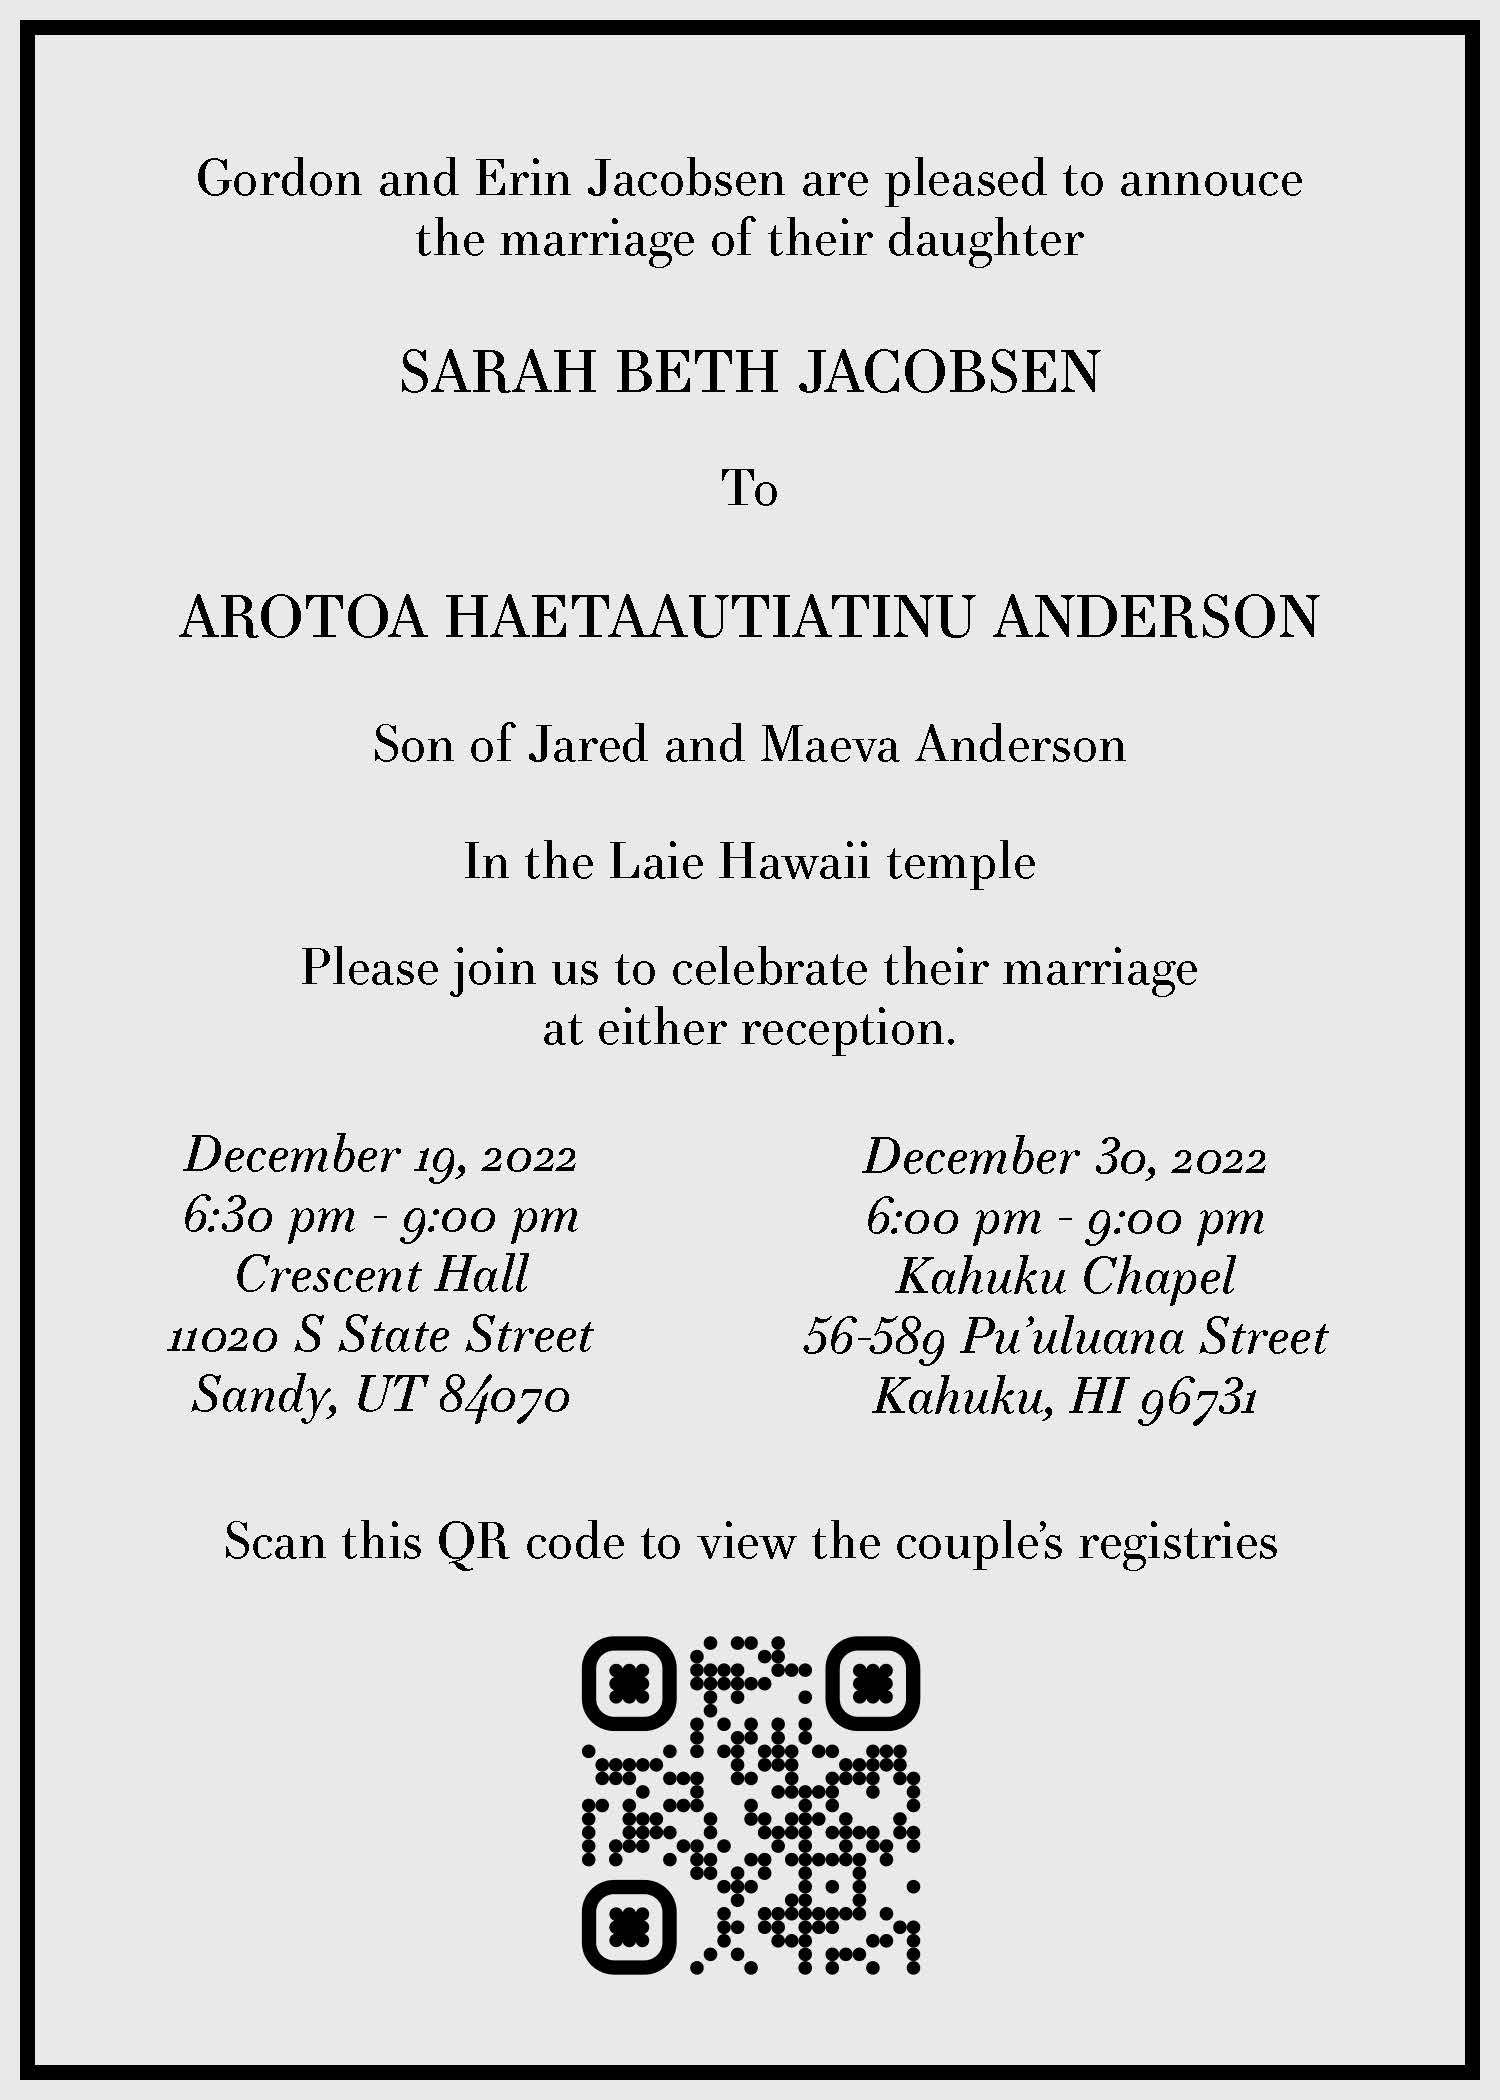 Gordon and Erin Jacobsen are pleased to annouce
the marriage of their daughter
SARAH BETH JACOBSEN
To
AROTOA HAETAAUTIATINU ANDERSON
Son of Jared and Maeva Anderson
In the Laie Hawaii temple
Please join us to celebrate their marriage
at either reception.
December 19, 2022
6:30 pm - 9:00 pm
Crescent Hall
11020 S State Street
Sandy, UT 84070
December 30, 2022
6:00 pm - 9:00 pm
Kahuku Chapel
56-589 Pu’uluana Street
Kahuku, HI 96731
Scan this QR code to view the couple’s registries